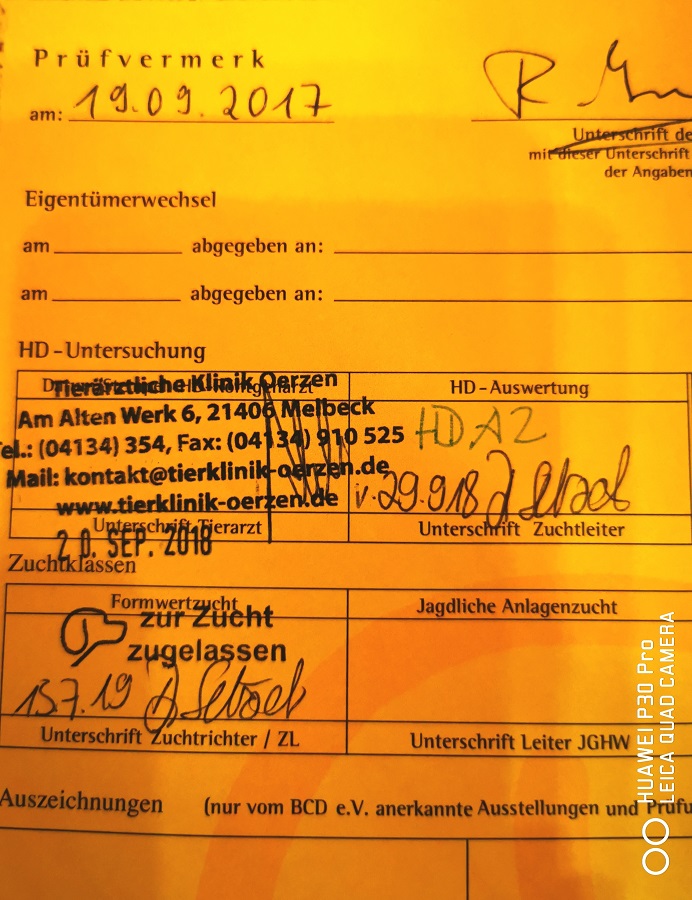 Prüfvermerk
am: 19.09.2017
Unterschrift de
mit dieser Unterschrift
der Angaben
Eigentümerwechsel
am abgegeben an:
am abgegeben an:
HD-Untersuchung
HD-Auswertung
Tierärztliche Klinik Oerzen
Am Alten Werk 6, 21406 Melbeck
el.: (04134) 354, Fax: (04134) 910 525
Mail: kontakt@tierklinik-oerzen.de
www.tierklinik-oerzen.de
HD A2
v. 29.9.18
Unterschrift Tierarzt
Unterschrift Zuchtleiter
20. SEP. 2018
Zuchtklassen
Formwertzucht
Jagdliche Anlagenzucht
zur Zucht
zugelassen
15.7.19
Unterschrift Zuchtrichter / ZL
Unterschrift Leiter JGHW
Auszeichnungen (nur vom BCD e.V. anerkannte Ausstellungen und Prüfu
HUAWEI P30 Pro
LEICA QUAD CAMERA